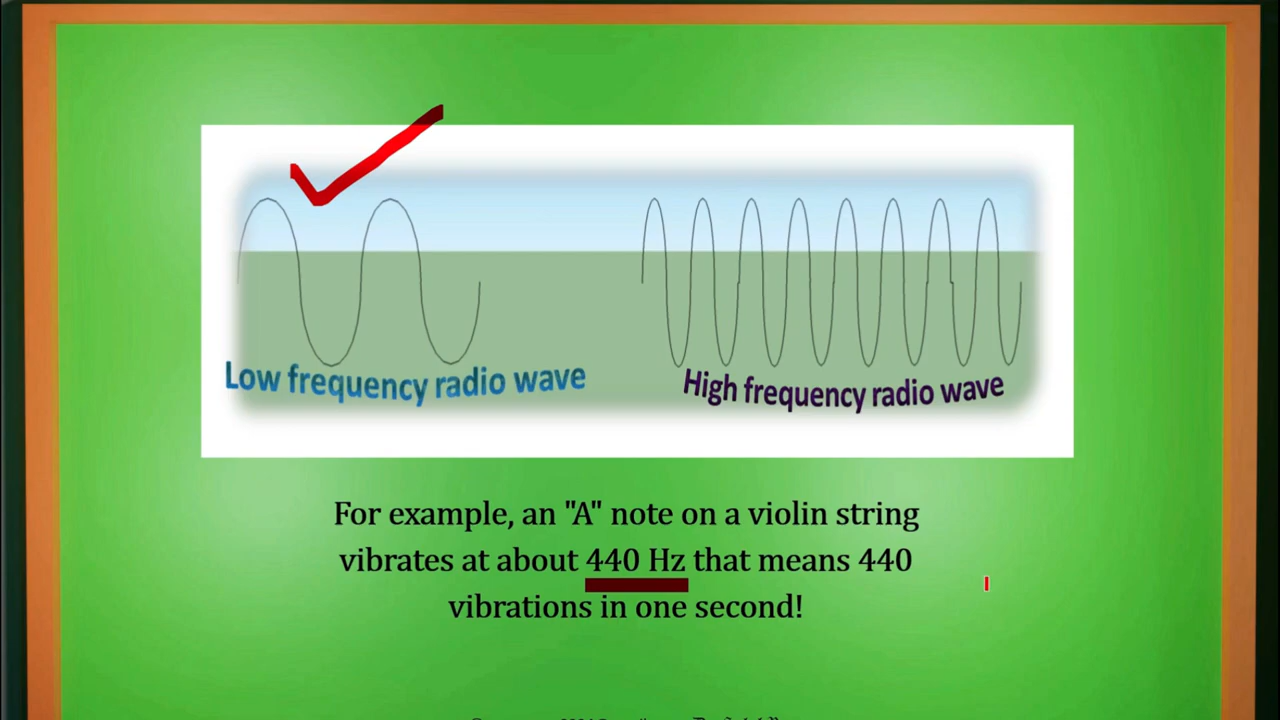 Low frequency radio wave
High frequency radio wave
For example, an "A" note on a violin string
vibrates at about 440 Hz that means 440
vibrations in one second!